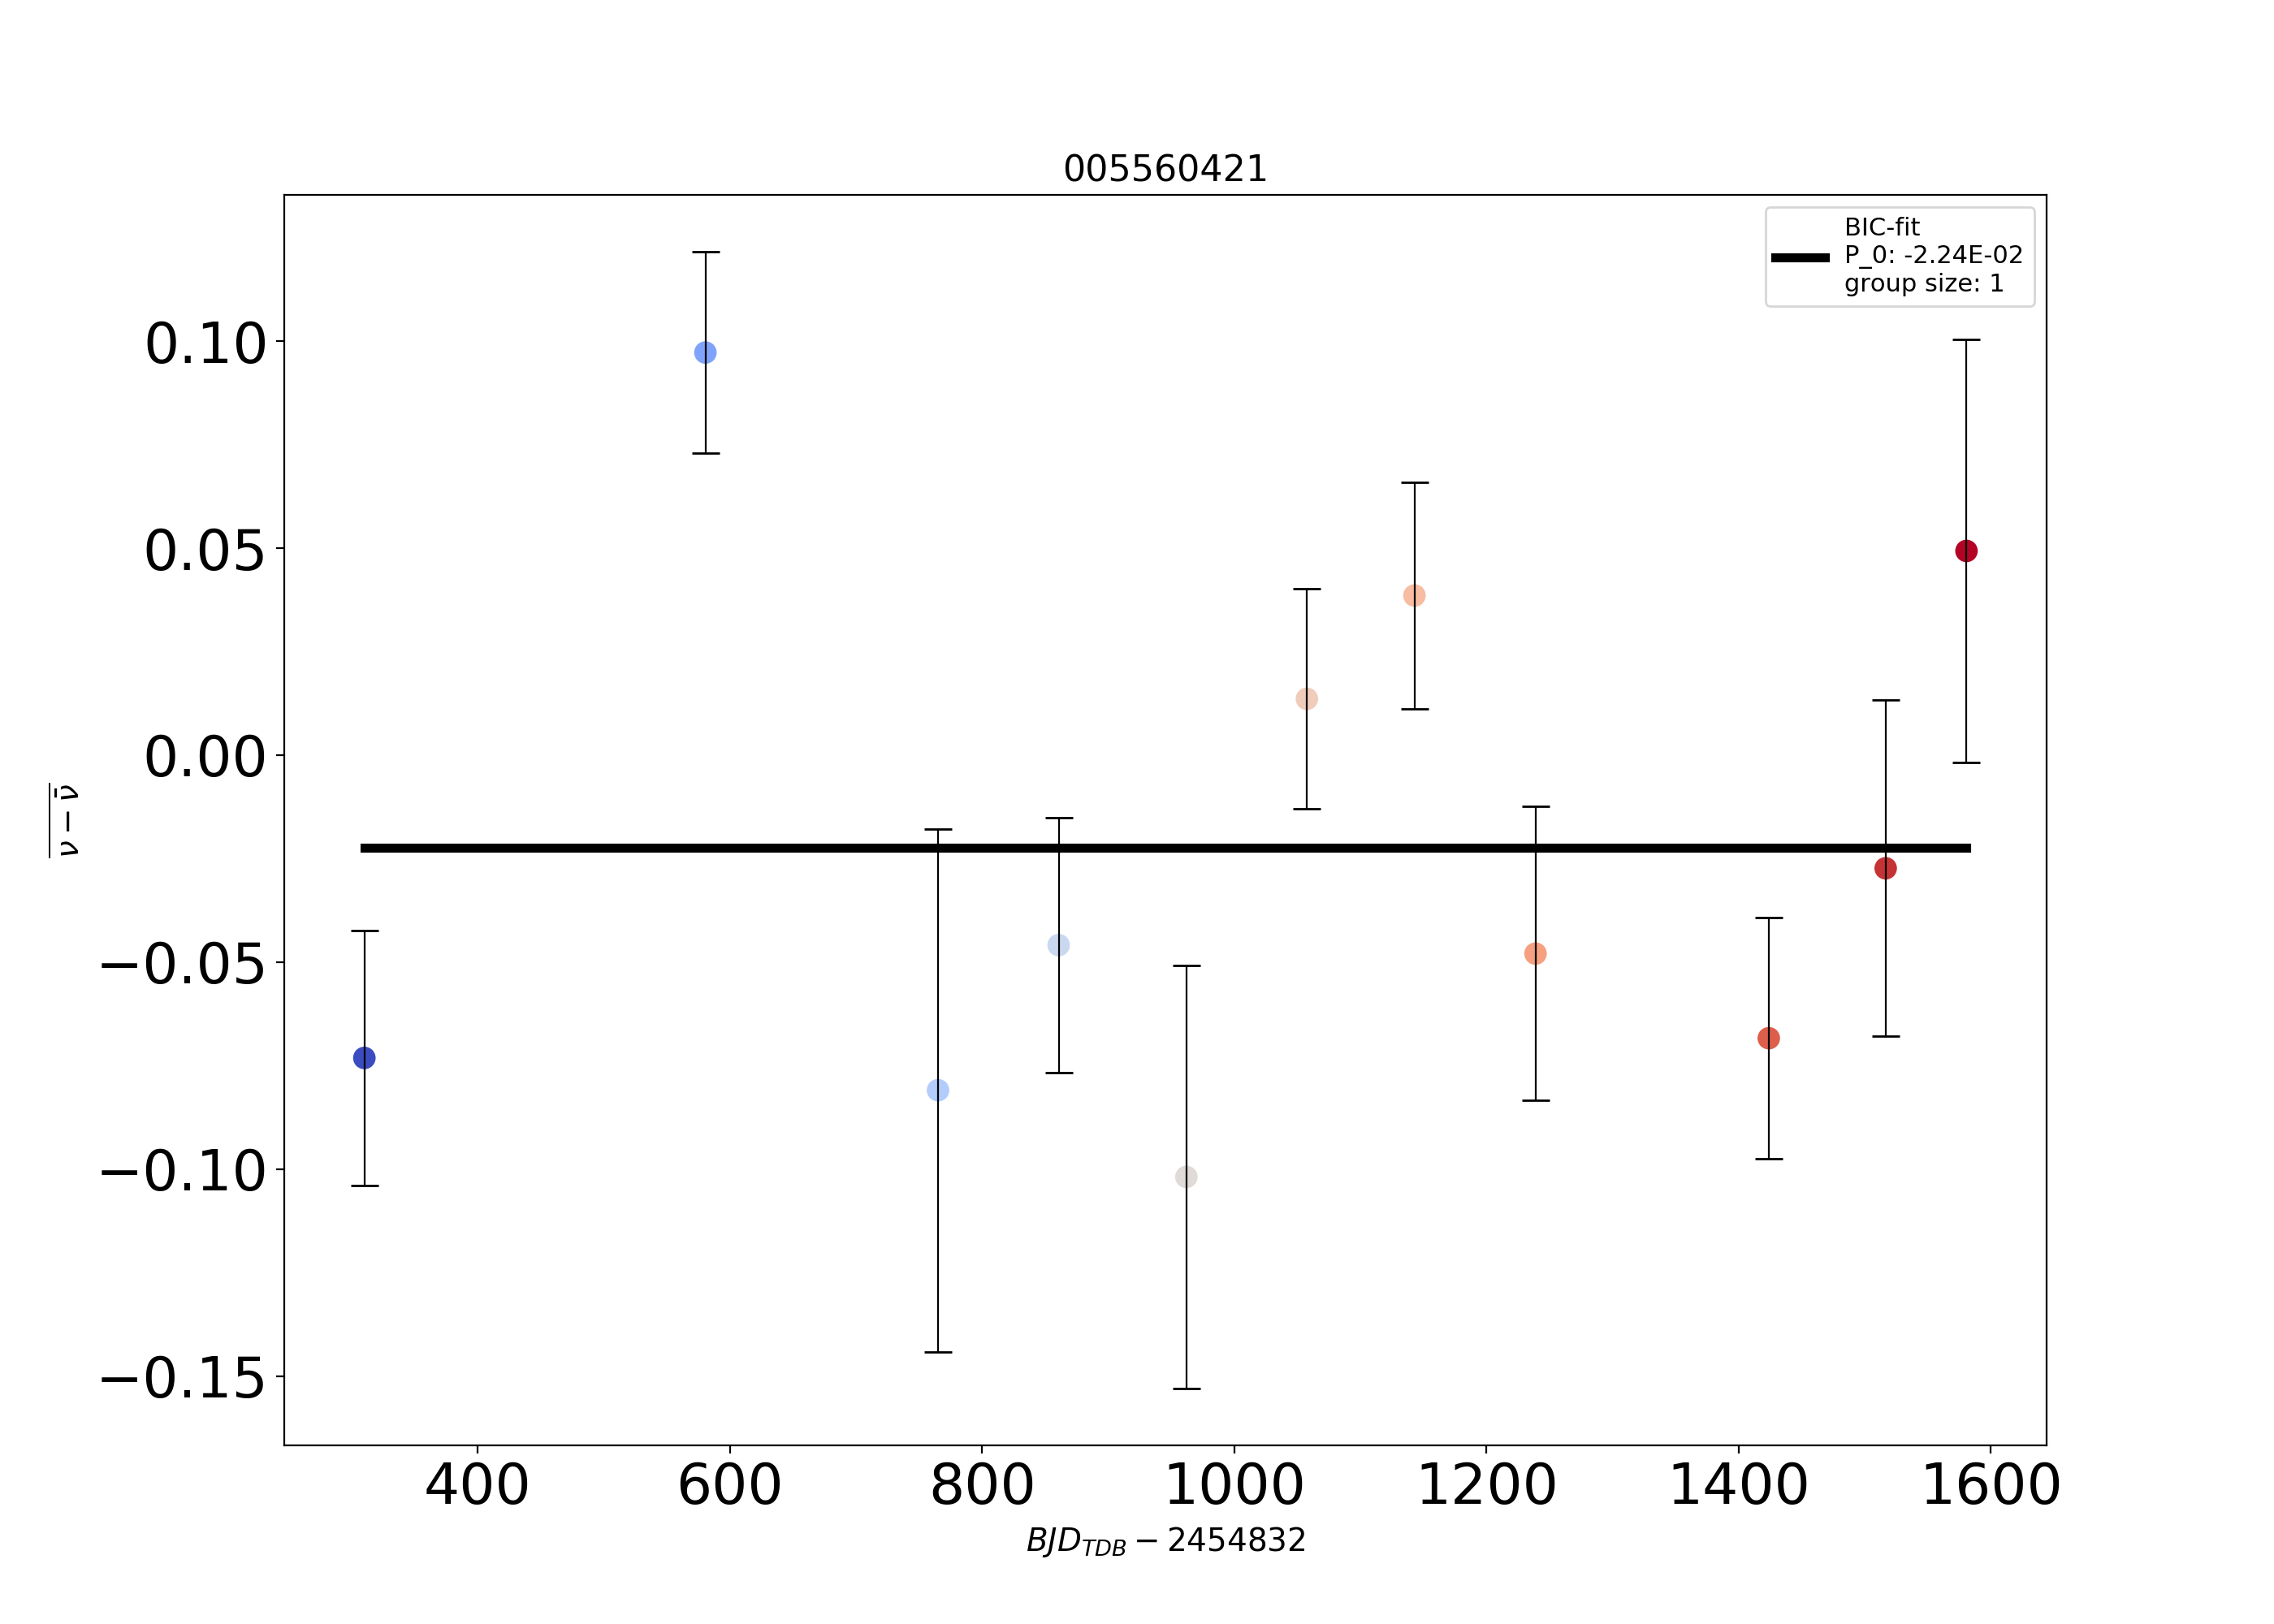 005560421
BIC-fit
P_0: -2.24E-02
group size: 1
0.10
0.05
0.00
−0.05
−0.10
−0.15
ν − ν̄
400 600 800 1000 1200 1400 1600
BJD_TDB − 2454832